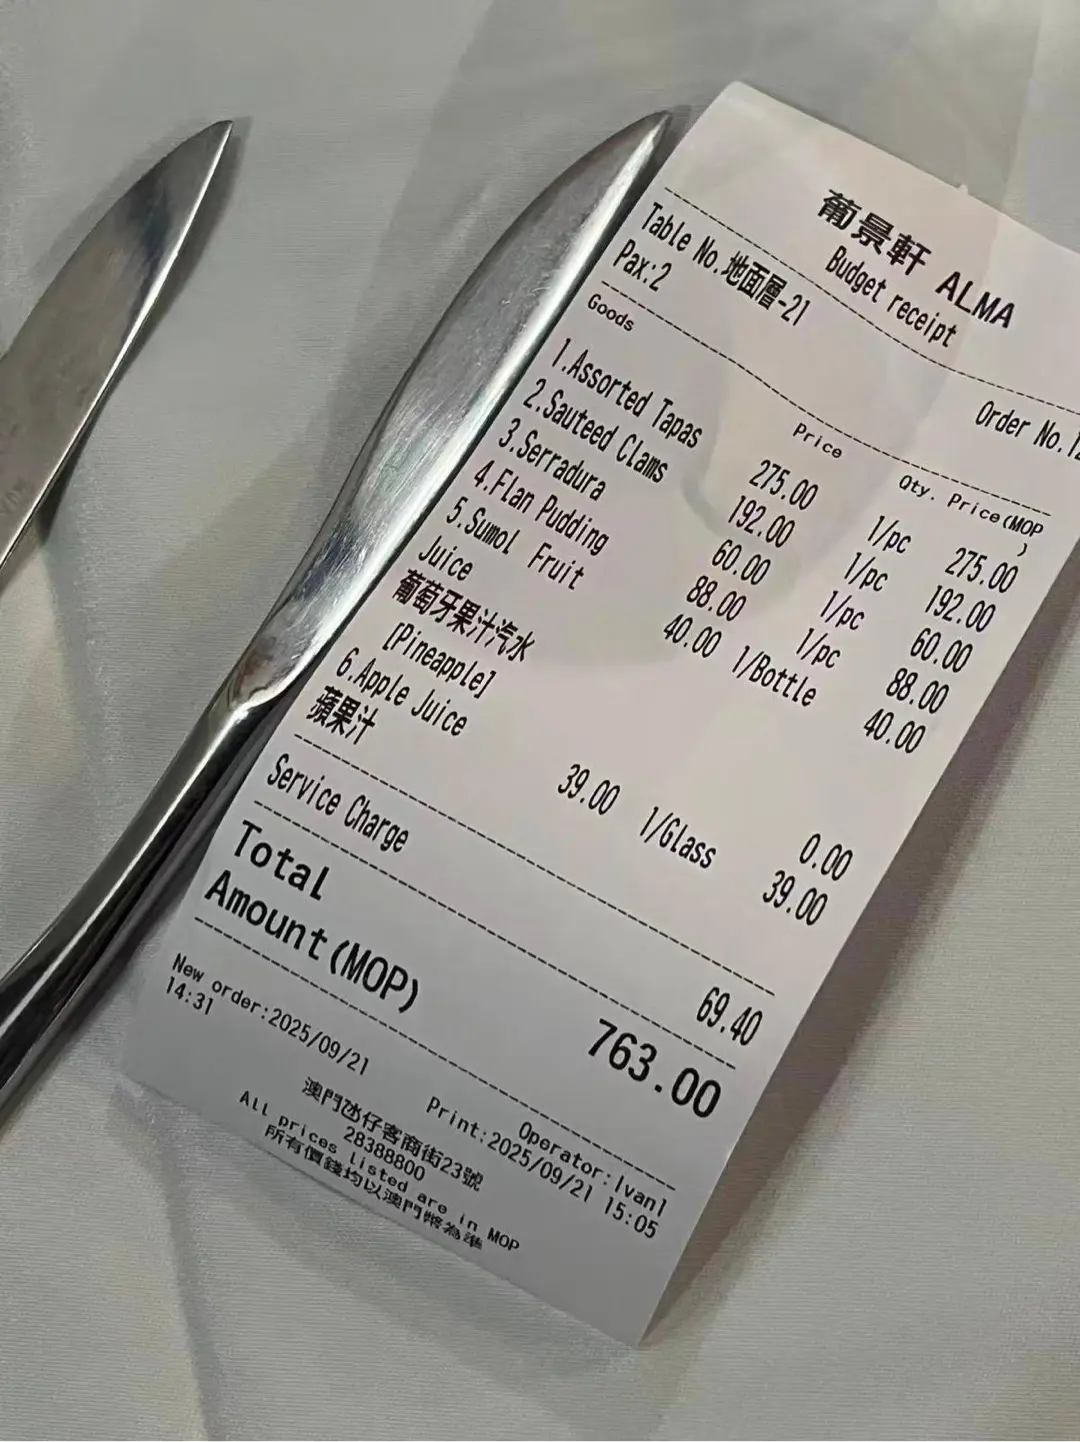 葡景軒 ALMA
Budget receipt
Table No.地面層-21 Order No.12
Pax:2
Goods Price Qty. Price(MOP
)
1.Assorted Tapas 275.00 1/pc 275.00
2.Sauteed Clams 192.00 1/pc 192.00
3.Serradura 60.00 1/pc 60.00
4.Flan Pudding 88.00 1/pc 88.00
5.Sumol Fruit 40.00 1/Bottle 40.00
Juice
葡萄牙果汁汽水
[Pineapple] 0.00
6.Apple Juice 39.00 1/Glass 39.00
蘋果汁
Service Charge 69.40
Total
Amount(MOP) 763.00
New order:2025/09/21 Operator:Ivan1
14:31 Print:2025/09/21 15:05
澳門氹仔客商街23號
28388800
All prices listed are in MOP
所有價錢均以澳門幣為準